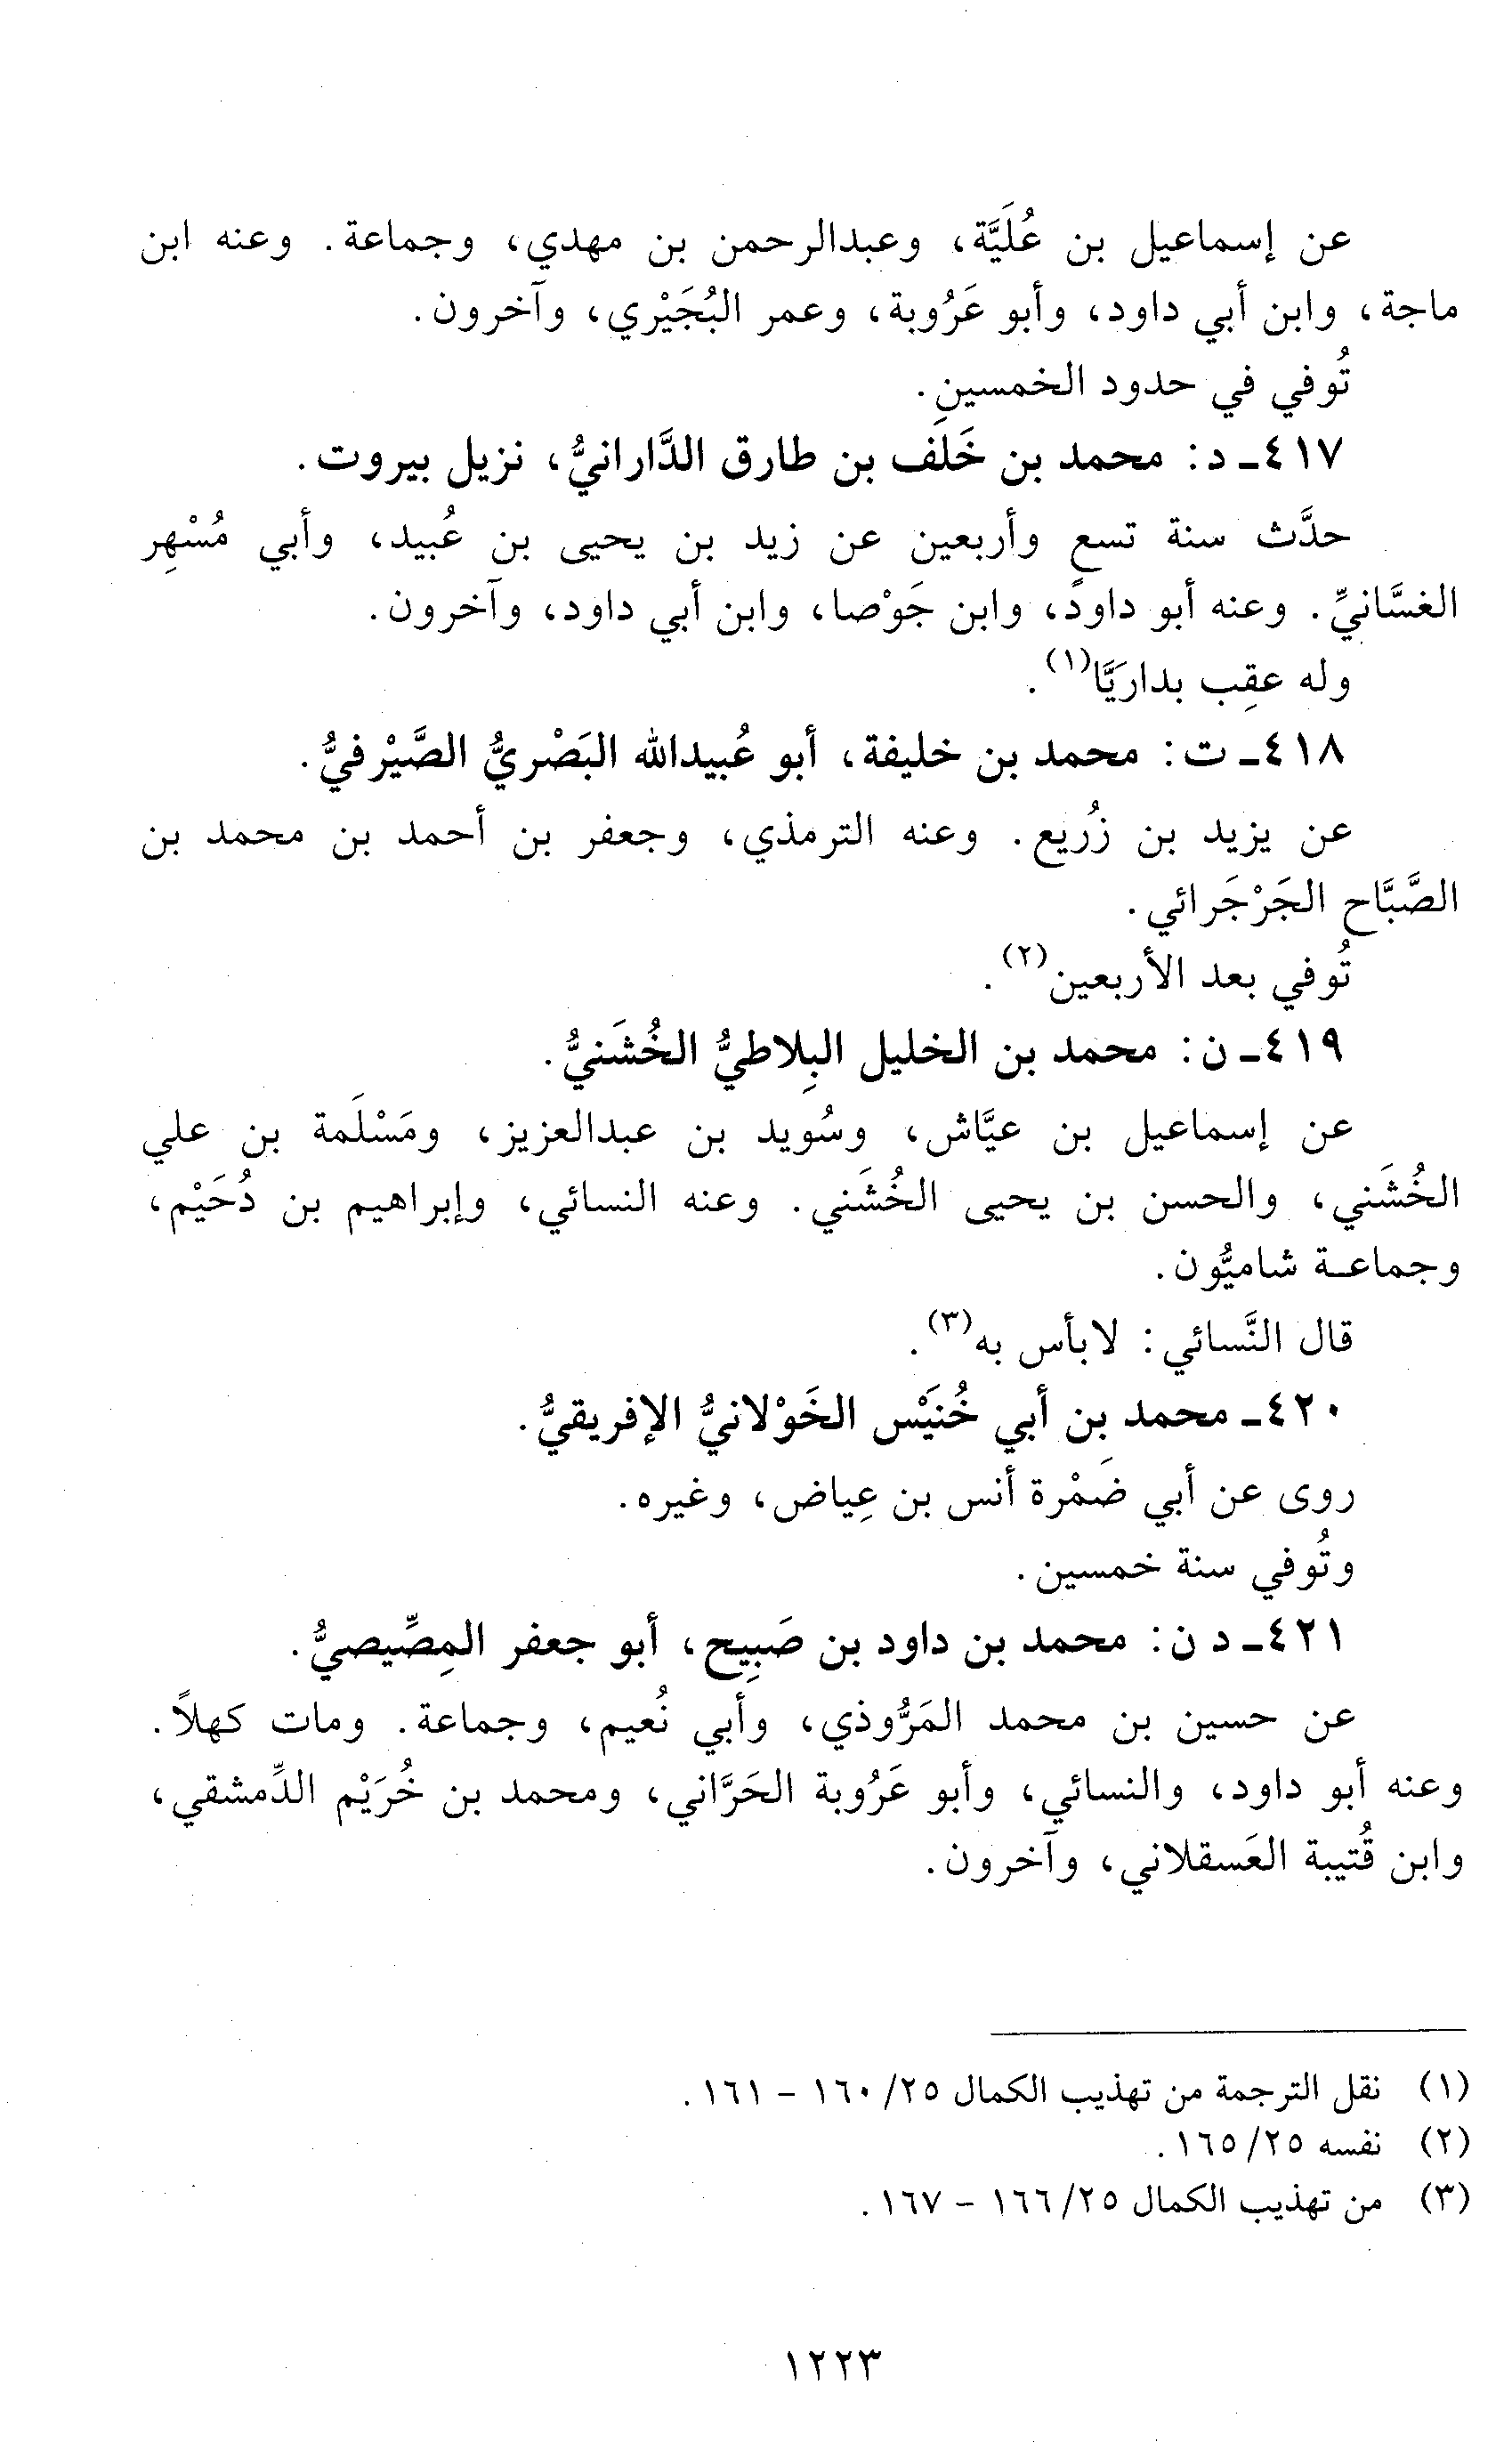 عن إسماعيل بن عُلَيَّة، وعبدالرحمن بن مهدي، وجماعة. وعنه ابن
ماجة، وابن أبي داود، وأبو عَرُوبة، وعمر البُجَيْري، وآخرون.
تُوفي في حدود الخمسين.
٤١٧ـ د: محمد بن خَلَف بن طارق الدَّارانيُّ، نزيل بيروت.
حدَّث سنة تسعٍ وأربعين عن زيد بن يحيى بن عُبيد، وأبي مُسْهِر
الغسَّانيِّ. وعنه أبو داود، وابن جَوْصا، وابن أبي داود، وآخرون.
وله عقِب بدارَيَّا(١).
٤١٨ـ ت: محمد بن خليفة، أبو عُبيدالله البَصْريُّ الصَّيْرفيُّ.
عن يزيد بن زُريع. وعنه الترمذي، وجعفر بن أحمد بن محمد بن
الصَّبَّاح الجَرْجَرائي.
تُوفي بعد الأربعين(٢).
٤١٩ـ ن: محمد بن الخليل البِلاطيُّ الخُشَنيُّ.
عن إسماعيل بن عيَّاش، وسُويد بن عبدالعزيز، ومَسْلَمة بن علي
الخُشَني، والحسن بن يحيى الخُشَني. وعنه النسائي، وإبراهيم بن دُحَيْم،
وجماعـة شاميُّون.
قال النَّسائي: لابأس به(٣).
٤٢٠ـ محمد بن أبي خُنَيْس الخَوْلانيُّ الإفريقيُّ.
روى عن أبي ضَمْرة أنس بن عِياض، وغيره.
وتُوفي سنة خمسين.
٤٢١ـ د ن: محمد بن داود بن صَبِيح، أبو جعفر المِصِّيصيُّ.
عن حسين بن محمد المَرُّوذي، وأبي نُعيم، وجماعة. ومات كهلاً.
وعنه أبو داود، والنسائي، وأبو عَرُوبة الحَرَّاني، ومحمد بن خُرَيْم الدِّمشقي،
وابن قُتيبة العَسقلاني، وآخرون.
(١) نقل الترجمة من تهذيب الكمال ٢٥/ ١٦٠ - ١٦١.
(٢) نفسه ٢٥/ ١٦٥.
(٣) من تهذيب الكمال ٢٥/ ١٦٦ - ١٦٧.
١٢٢٣